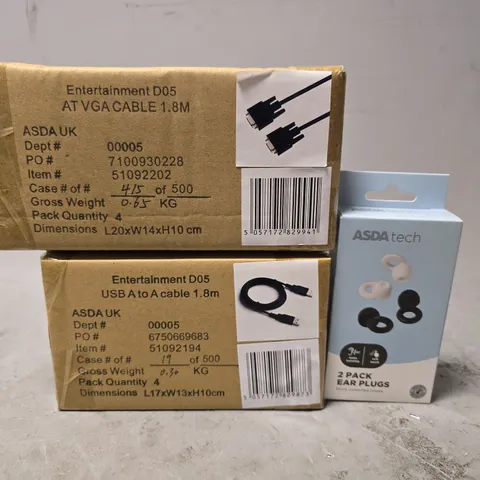 Entertainment D05
AT VGA CABLE 1.8M
ASDA UK
Dept # 00005
PO # 7100930228
Item # 51092202
Case # of # 415 of 500
Gross Weight 0.65 KG
Pack Quantity 4
Dimensions L20xW14xH10 cm
5 057172 829941
Entertainment D05
USB A to A cable 1.8m
ASDA UK
Dept # 00005
PO # 6750669683
Item # 51092194
Case # of # 19 of 500
Gross Weight 0.30 KG
Pack Quantity 4
Dimensions L17xW13xH10cm
ASDA tech
2 PACK
EAR PLUGS